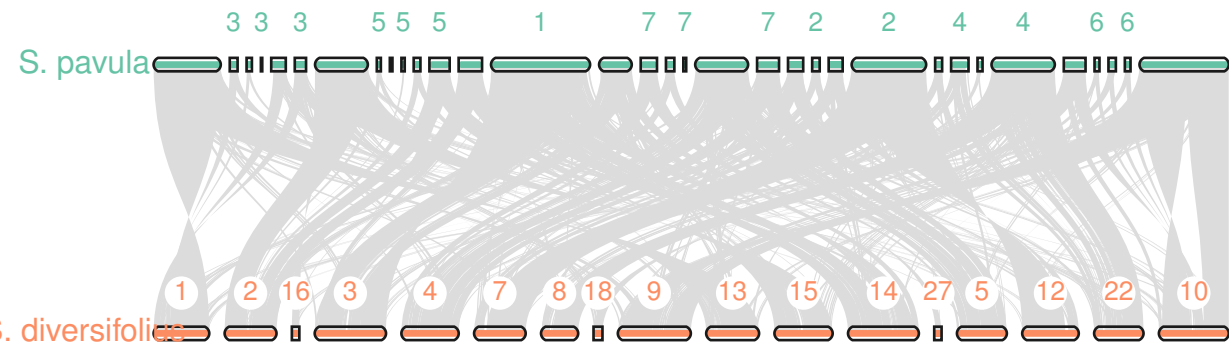 3 3 3 5 5 5 1 7 7 7 2 2 4 4 6 6
S. pavula
1 2 16 3 4 7 8 18 9 13 15 14 27 5 12 22 10
S. diversifolius